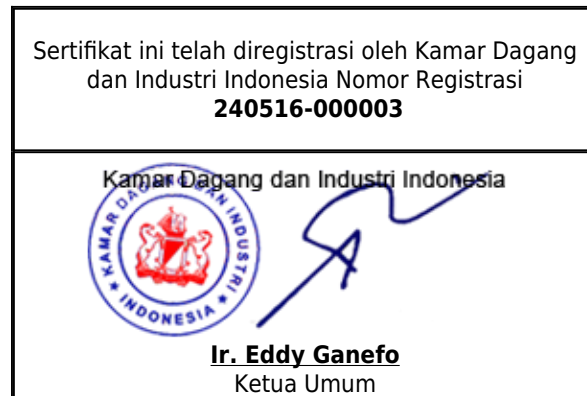 Sertifikat ini telah diregistrasi oleh Kamar Dagang
dan Industri Indonesia Nomor Registrasi
240516-000003
Kamar Dagang dan Industri Indonesia
KAMAR DAGANG DAN INDUSTRI
* INDONESIA *
Ir. Eddy Ganefo
Ketua Umum